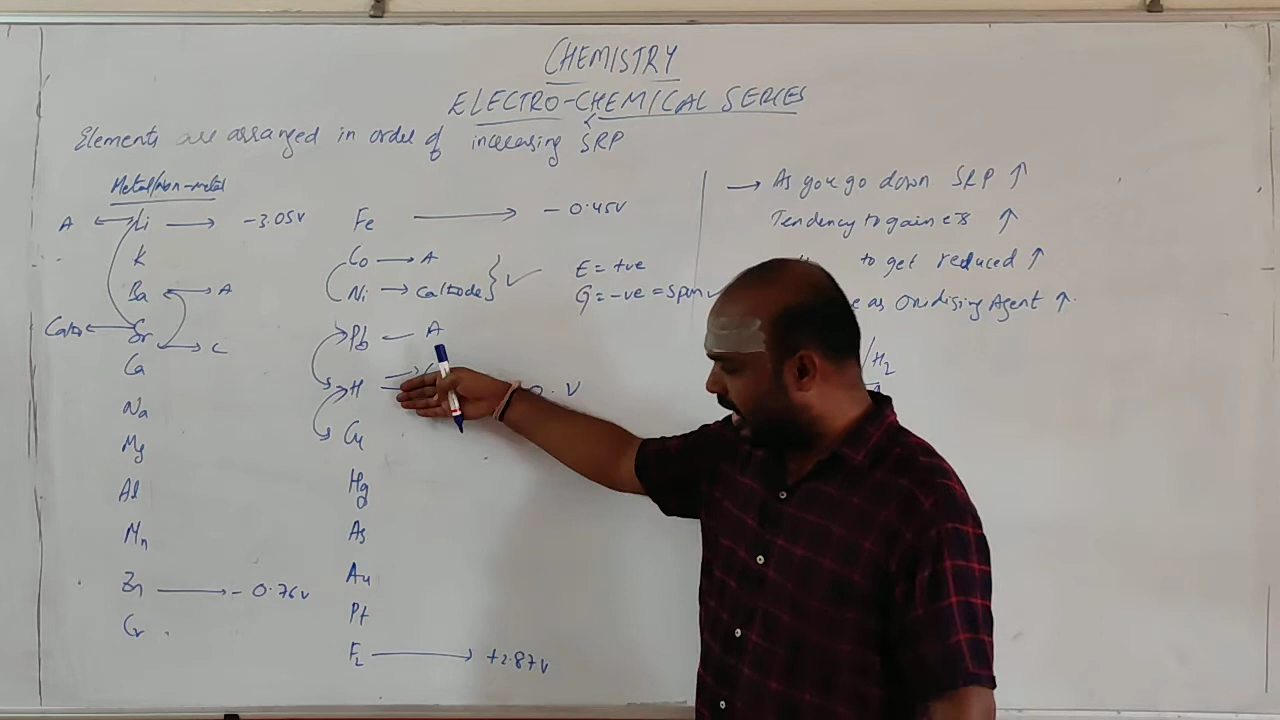 CHEMISTRY
ELECTRO-CHEMICAL SERIES
Elements are arranged in order of increasing SRP
Metal/non-metal
A ← Li → -3.05V
K
Ba → A
Sr → C
Ca
Na
Mg
Al
Mn
Zn → - 0.76V
Cr
Fe → - 0.45V
Co → A
Ni → Cathode } ✓
Pb - A
H → 0. V
Cu
Hg
As
Au
Pt
F2 → +2.87V
E = +ve
G = -ve = Spon ✓
→ As you go down SRP ↑
Tendency to gain e's ↑
to get reduced ↑
as Oxidising Agent ↑
/H2